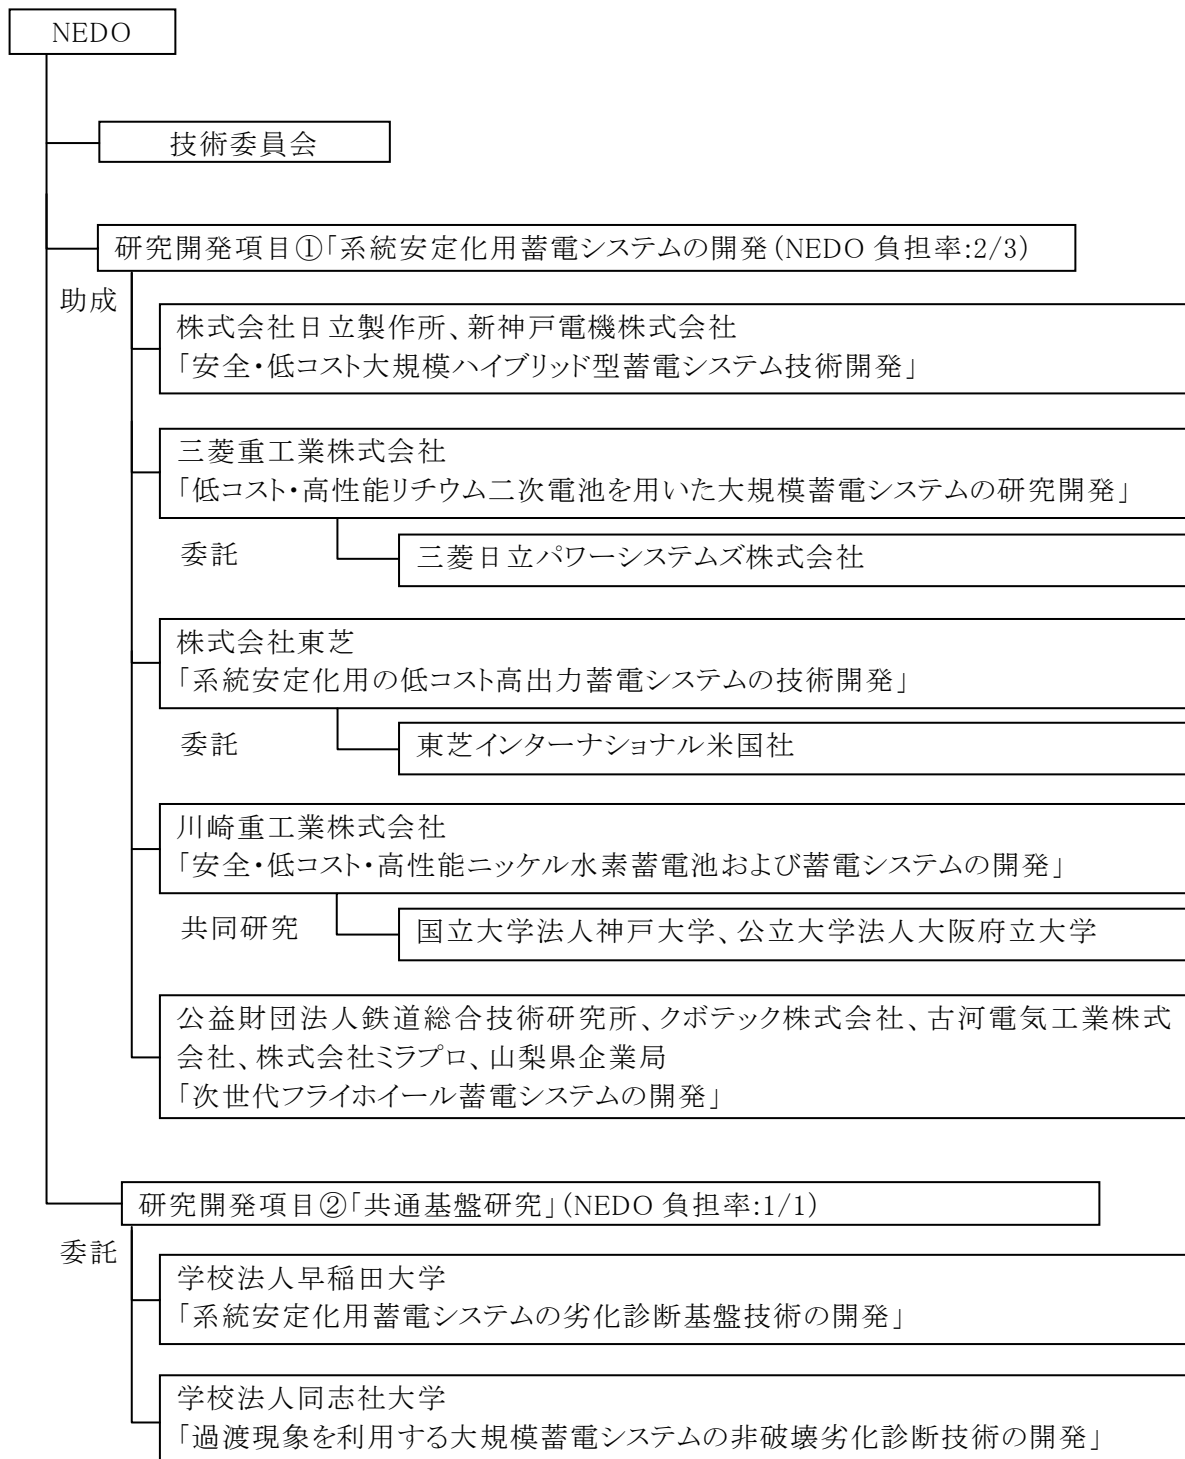 NEDO
技術委員会
研究開発項目①「系統安定化用蓄電システムの開発(NEDO 負担率:2/3)
助成
株式会社日立製作所、新神戸電機株式会社
「安全・低コスト大規模ハイブリッド型蓄電システム技術開発」
三菱重工業株式会社
「低コスト・高性能リチウム二次電池を用いた大規模蓄電システムの研究開発」
委託
三菱日立パワーシステムズ株式会社
株式会社東芝
「系統安定化用の低コスト高出力蓄電システムの技術開発」
委託
東芝インターナショナル米国社
川崎重工業株式会社
「安全・低コスト・高性能ニッケル水素蓄電池および蓄電システムの開発」
共同研究
国立大学法人神戸大学、公立大学法人大阪府立大学
公益財団法人鉄道総合技術研究所、クボテック株式会社、古河電気工業株式
会社、株式会社ミラプロ、山梨県企業局
「次世代フライホイール蓄電システムの開発」
研究開発項目②「共通基盤研究」(NEDO 負担率:1/1)
委託
学校法人早稲田大学
「系統安定化用蓄電システムの劣化診断基盤技術の開発」
学校法人同志社大学
「過渡現象を利用する大規模蓄電システムの非破壊劣化診断技術の開発」